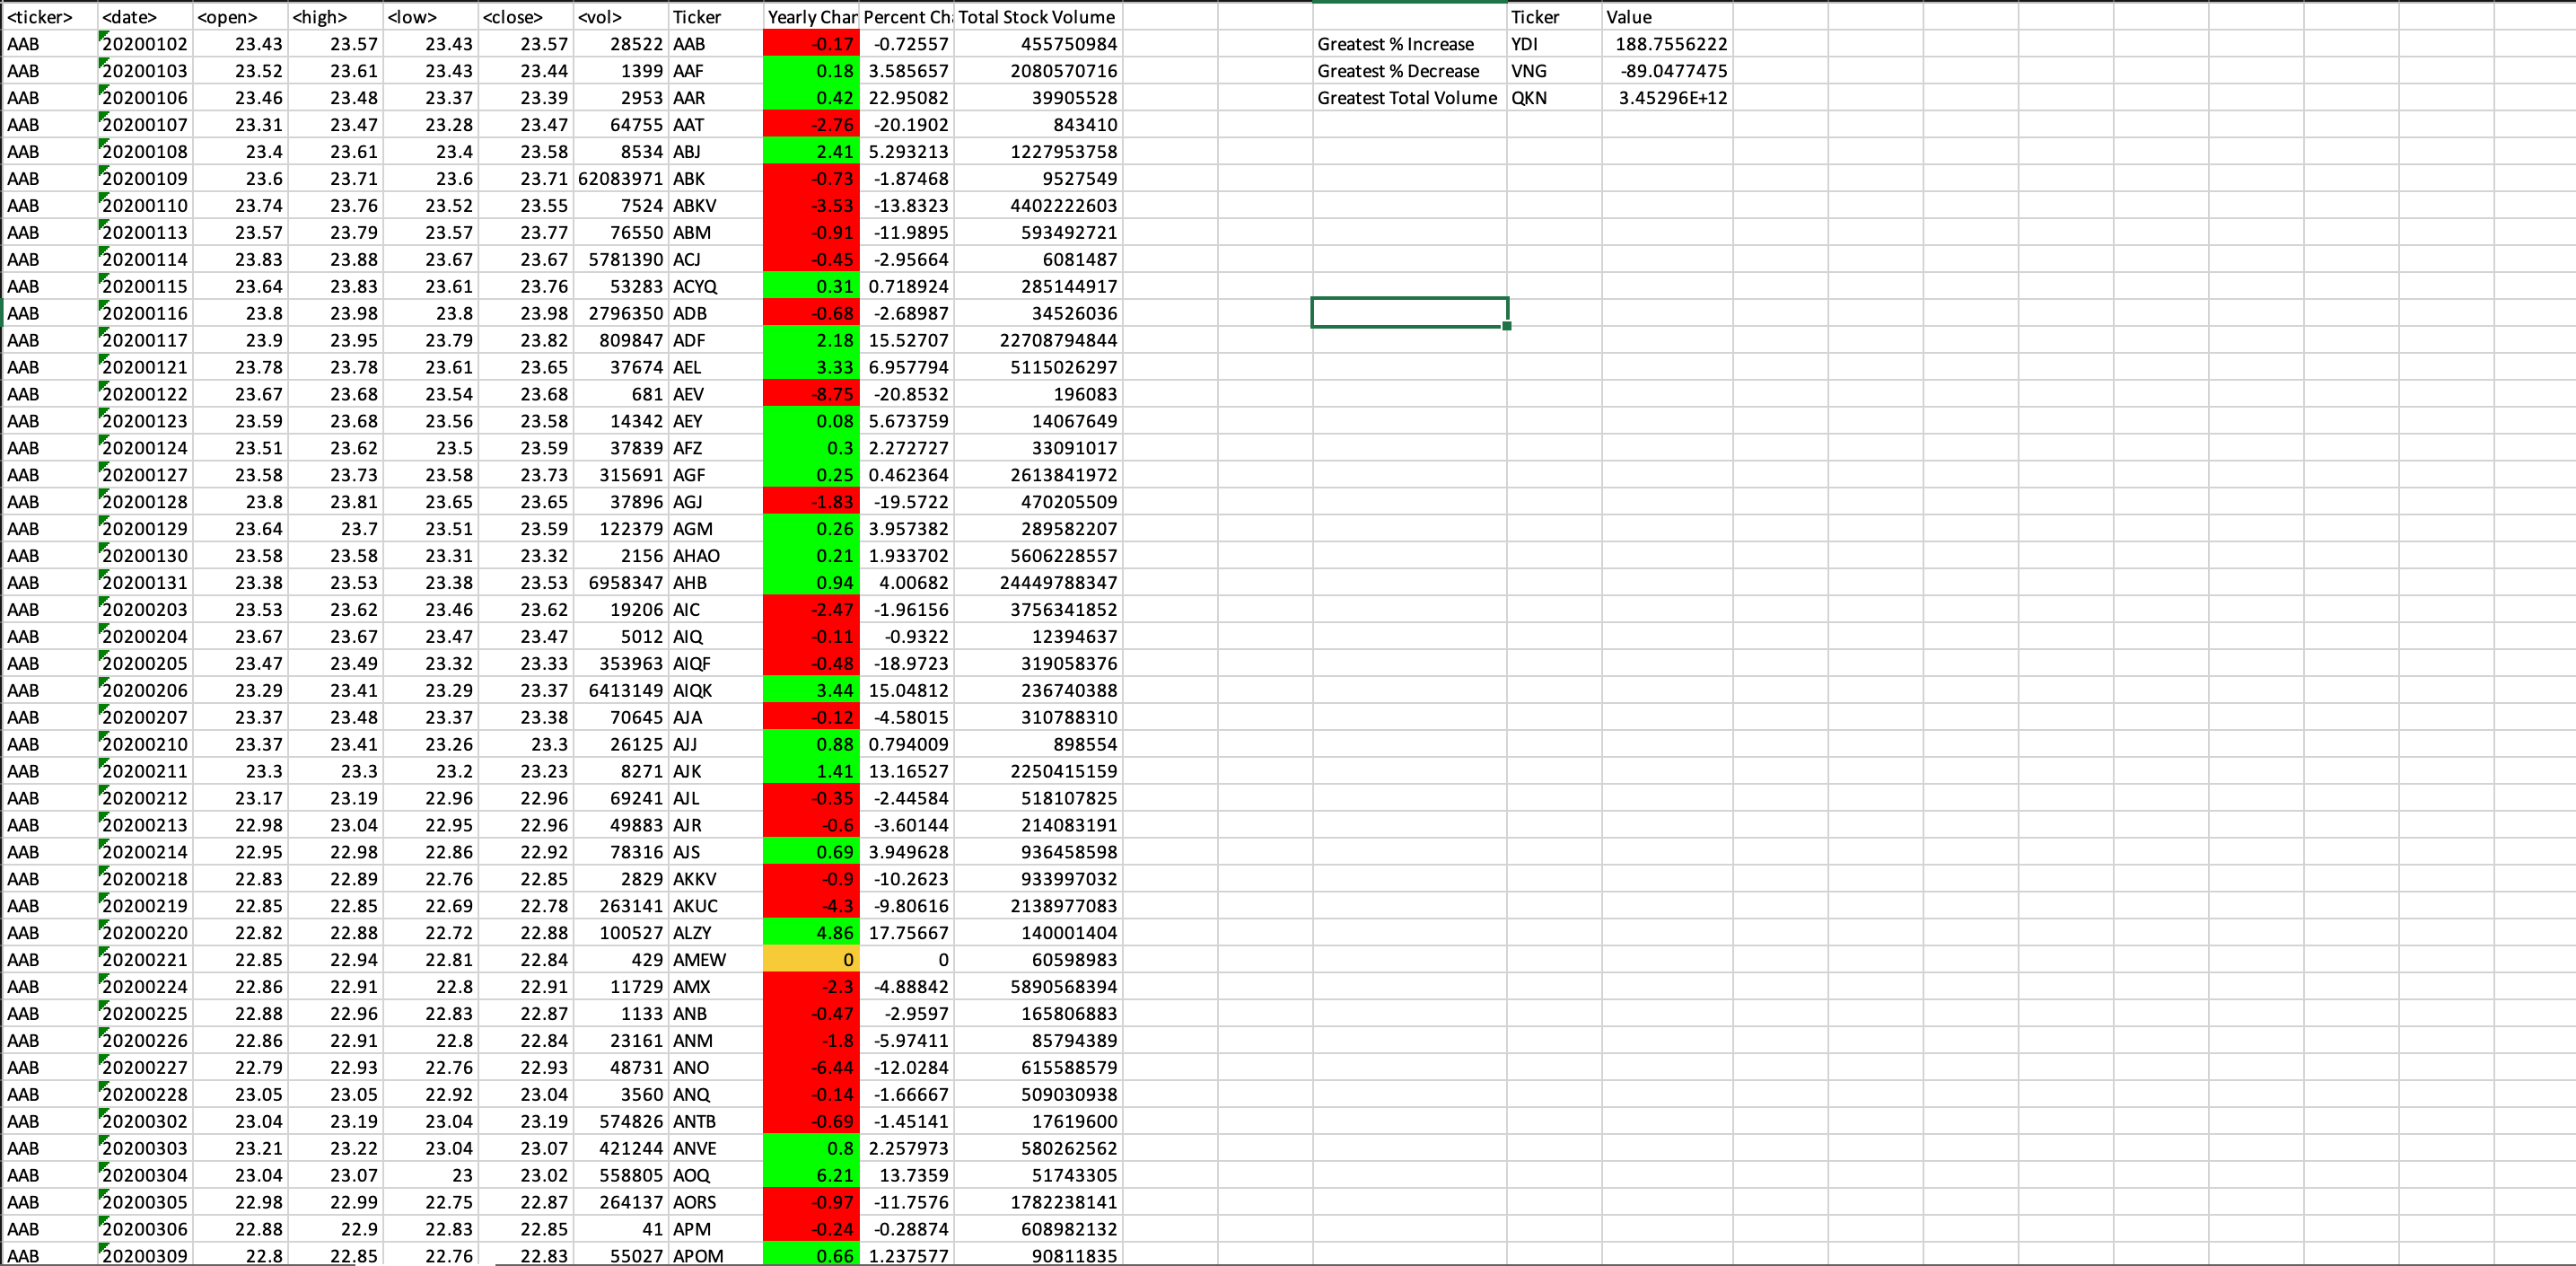 <ticker> <date> <open> <high> <low> <close> <vol> Ticker Yearly Char Percent Ch Total Stock Volume Ticker Value
AAB 20200102 23.43 23.57 23.43 23.57 28522 AAB -0.17 -0.72557 455750984 Greatest % Increase YDI 188.7556222
AAB 20200103 23.52 23.61 23.43 23.44 1399 AAF 0.18 3.585657 2080570716 Greatest % Decrease VNG -89.0477475
AAB 20200106 23.46 23.48 23.37 23.39 2953 AAR 0.42 22.95082 39905528 Greatest Total Volume QKN 3.45296E+12
AAB 20200107 23.31 23.47 23.28 23.47 64755 AAT -2.76 -20.1902 843410
AAB 20200108 23.4 23.61 23.4 23.58 8534 ABJ 2.41 5.293213 1227953758
AAB 20200109 23.6 23.71 23.6 23.71 62083971 ABK -0.73 -1.87468 9527549
AAB 20200110 23.74 23.76 23.52 23.55 7524 ABKV -3.53 -13.8323 4402222603
AAB 20200113 23.57 23.79 23.57 23.77 76550 ABM -0.91 -11.9895 593492721
AAB 20200114 23.83 23.88 23.67 23.67 5781390 ACJ -0.45 -2.95664 6081487
AAB 20200115 23.64 23.83 23.61 23.76 53283 ACYQ 0.31 0.718924 285144917
AAB 20200116 23.8 23.98 23.8 23.98 2796350 ADB -0.68 -2.68987 34526036
AAB 20200117 23.9 23.95 23.79 23.82 809847 ADF 2.18 15.52707 22708794844
AAB 20200121 23.78 23.78 23.61 23.65 37674 AEL 3.33 6.957794 5115026297
AAB 20200122 23.67 23.68 23.54 23.68 681 AEV -8.75 -20.8532 196083
AAB 20200123 23.59 23.68 23.56 23.58 14342 AEY 0.08 5.673759 14067649
AAB 20200124 23.51 23.62 23.5 23.59 37839 AFZ 0.3 2.272727 33091017
AAB 20200127 23.58 23.73 23.58 23.73 315691 AGF 0.25 0.462364 2613841972
AAB 20200128 23.8 23.81 23.65 23.65 37896 AGJ -1.83 -19.5722 470205509
AAB 20200129 23.64 23.7 23.51 23.59 122379 AGM 0.26 3.957382 289582207
AAB 20200130 23.58 23.58 23.31 23.32 2156 AHAO 0.21 1.933702 5606228557
AAB 20200131 23.38 23.53 23.38 23.53 6958347 AHB 0.94 4.00682 24449788347
AAB 20200203 23.53 23.62 23.46 23.62 19206 AIC -2.47 -1.96156 3756341852
AAB 20200204 23.67 23.67 23.47 23.47 5012 AIQ -0.11 -0.9322 12394637
AAB 20200205 23.47 23.49 23.32 23.33 353963 AIQF -0.48 -18.9723 319058376
AAB 20200206 23.29 23.41 23.29 23.37 6413149 AIQK 3.44 15.04812 236740388
AAB 20200207 23.37 23.48 23.37 23.38 70645 AJA -0.12 -4.58015 310788310
AAB 20200210 23.37 23.41 23.26 23.3 26125 AJJ 0.88 0.794009 898554
AAB 20200211 23.3 23.3 23.2 23.23 8271 AJK 1.41 13.16527 2250415159
AAB 20200212 23.17 23.19 22.96 22.96 69241 AJL -0.35 -2.44584 518107825
AAB 20200213 22.98 23.04 22.95 22.96 49883 AJR -0.6 -3.60144 214083191
AAB 20200214 22.95 22.98 22.86 22.92 78316 AJS 0.69 3.949628 936458598
AAB 20200218 22.83 22.89 22.76 22.85 2829 AKKV -0.9 -10.2623 933997032
AAB 20200219 22.85 22.85 22.69 22.78 263141 AKUC -4.3 -9.80616 2138977083
AAB 20200220 22.82 22.88 22.72 22.88 100527 ALZY 4.86 17.75667 140001404
AAB 20200221 22.85 22.94 22.81 22.84 429 AMEW 0 0 60598983
AAB 20200224 22.86 22.91 22.8 22.91 11729 AMX -2.3 -4.88842 5890568394
AAB 20200225 22.88 22.96 22.83 22.87 1133 ANB -0.47 -2.9597 165806883
AAB 20200226 22.86 22.91 22.8 22.84 23161 ANM -1.8 -5.97411 85794389
AAB 20200227 22.79 22.93 22.76 22.93 48731 ANO -6.44 -12.0284 615588579
AAB 20200228 23.05 23.05 22.92 23.04 3560 ANQ -0.14 -1.66667 509030938
AAB 20200302 23.04 23.19 23.04 23.19 574826 ANTB -0.69 -1.45141 17619600
AAB 20200303 23.21 23.22 23.04 23.07 421244 ANVE 0.8 2.257973 580262562
AAB 20200304 23.04 23.07 23 23.02 558805 AOQ 6.21 13.7359 51743305
AAB 20200305 22.98 22.99 22.75 22.87 264137 AORS -0.97 -11.7576 1782238141
AAB 20200306 22.88 22.9 22.83 22.85 41 APM -0.24 -0.28874 608982132
AAB 20200309 22.8 22.85 22.76 22.83 55027 APOM 0.66 1.237577 90811835